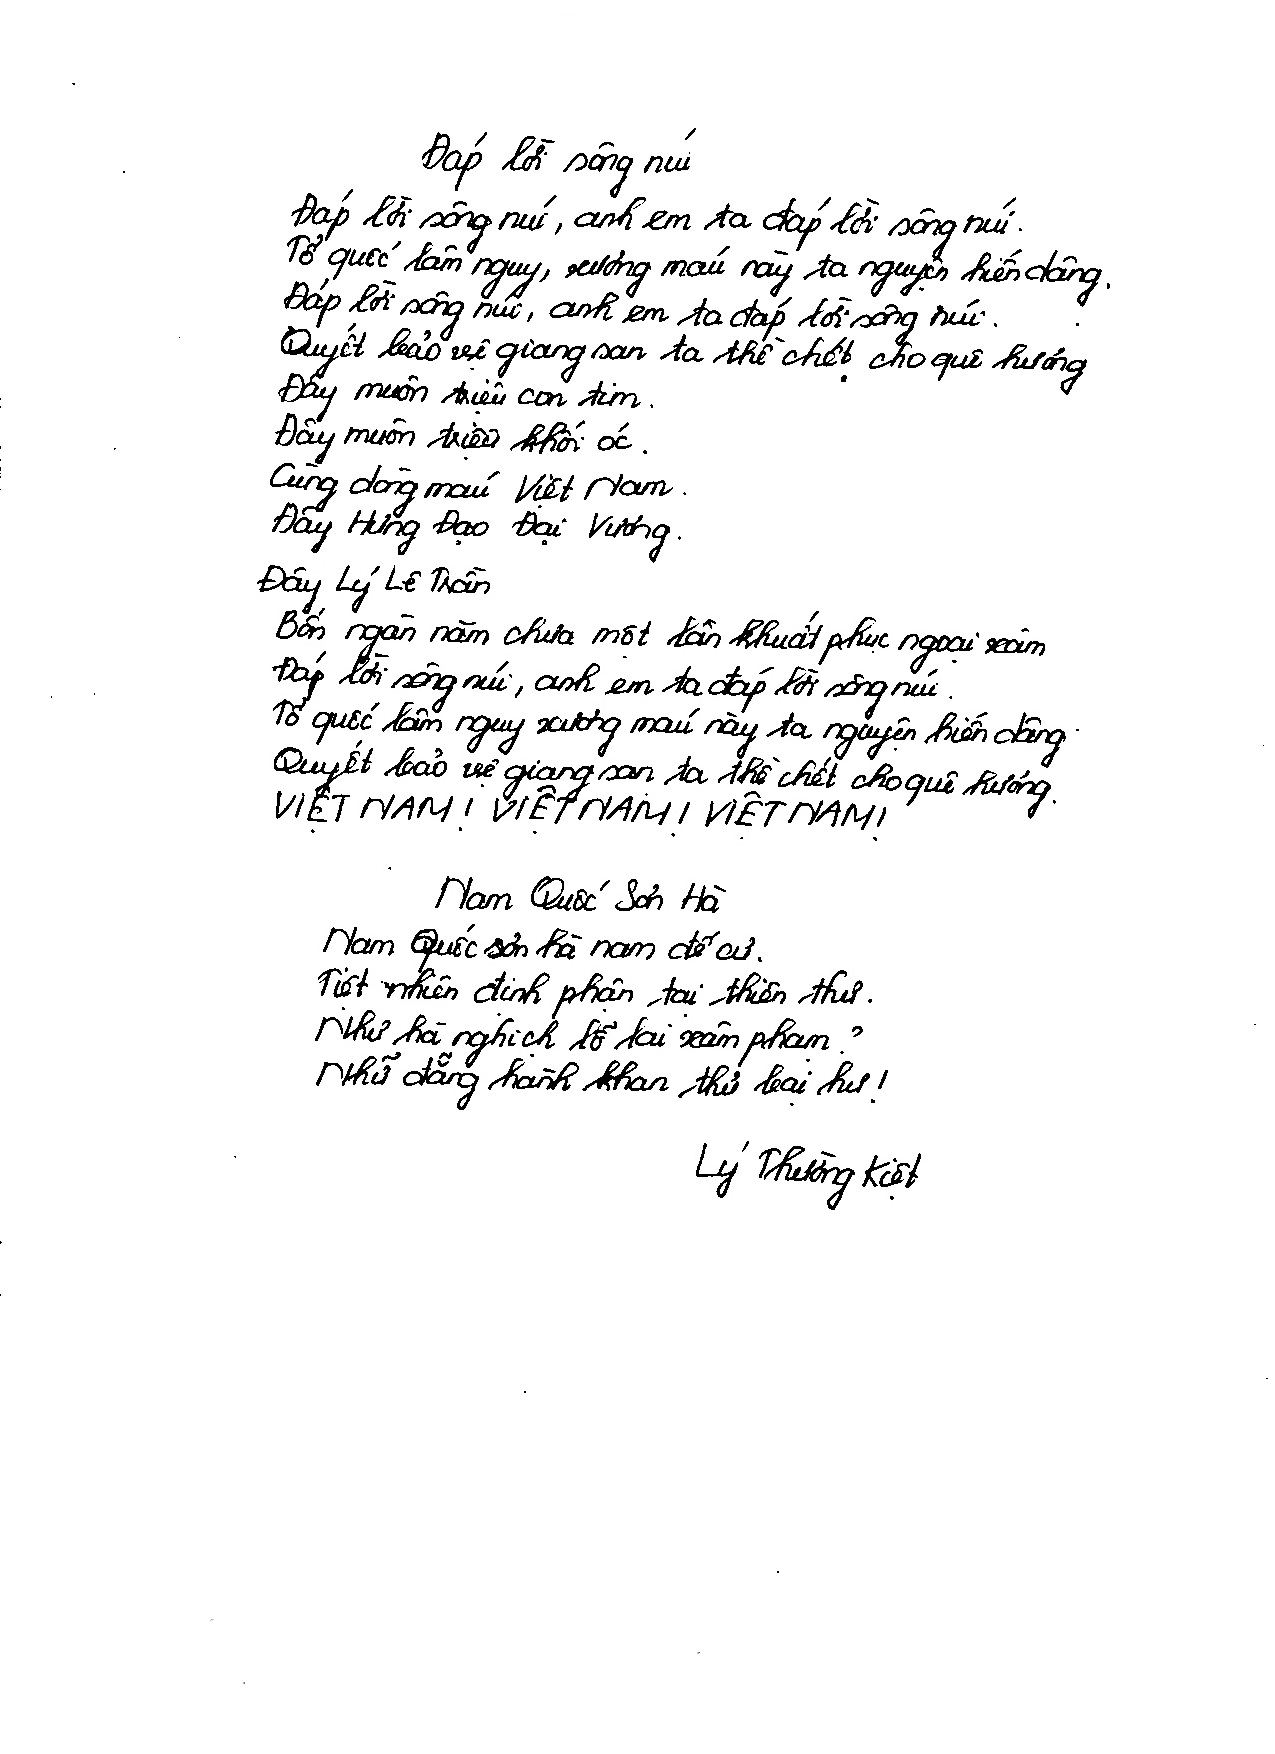 Đáp lời sông núi
Đáp lời sông núi, anh em ta đáp lời sông núi.
Tổ quốc lâm nguy, xương máu này ta nguyện hiến dâng.
Đáp lời sông núi, anh em ta đáp lời sông núi.
Quyết bảo vệ giang san ta thề chết cho quê hương
Đây muôn triệu con tim.
Đây muôn triệu khối óc.
Cùng dòng máu Việt Nam.
Đây Hưng Đạo Đại Vương.
Đây Lý Lê Trần
Bốn ngàn năm chưa một lần khuất phục ngoại xâm
Đáp lời sông núi, anh em ta đáp lời sông núi.
Tổ quốc lâm nguy xương máu này ta nguyện hiến dâng
Quyết bảo vệ giang san ta thề chết cho quê hương.
VIỆT NAM! VIỆT NAM! VIỆT NAM!
Nam Quốc Sơn Hà
Nam Quốc sơn hà nam đế cư.
Tiệt nhiên định phận tại thiên thư.
Như hà nghịch lỗ lai xâm phạm?
Nhữ đẳng hành khan thủ bại hư!
Lý Thường Kiệt